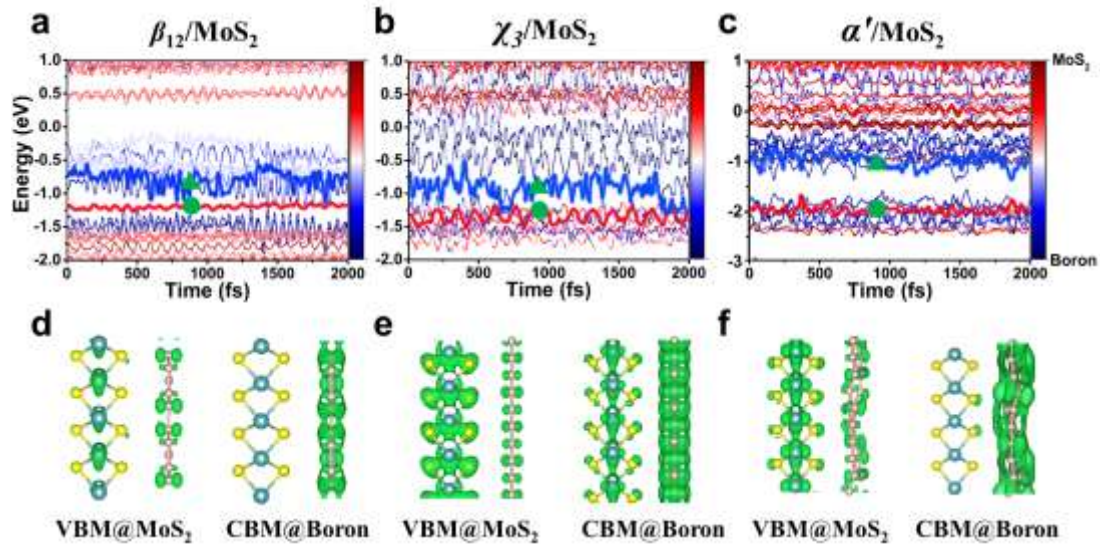 a β12/MoS2
b χ3/MoS2
c α'/MoS2
Energy (eV)
1.0
0.5
0.0
-0.5
-1.0
-1.5
-2.0
0 500 1000 1500 2000
Time (fs)
1.0
0.5
0.0
-0.5
-1.0
-1.5
-2.0
0 500 1000 1500 2000
Time (fs)
1
0
-1
-2
-3
0 500 1000 1500 2000
Time (fs)
MoS2
Boron
d
e
f
VBM@MoS2 CBM@Boron VBM@MoS2 CBM@Boron VBM@MoS2 CBM@Boron